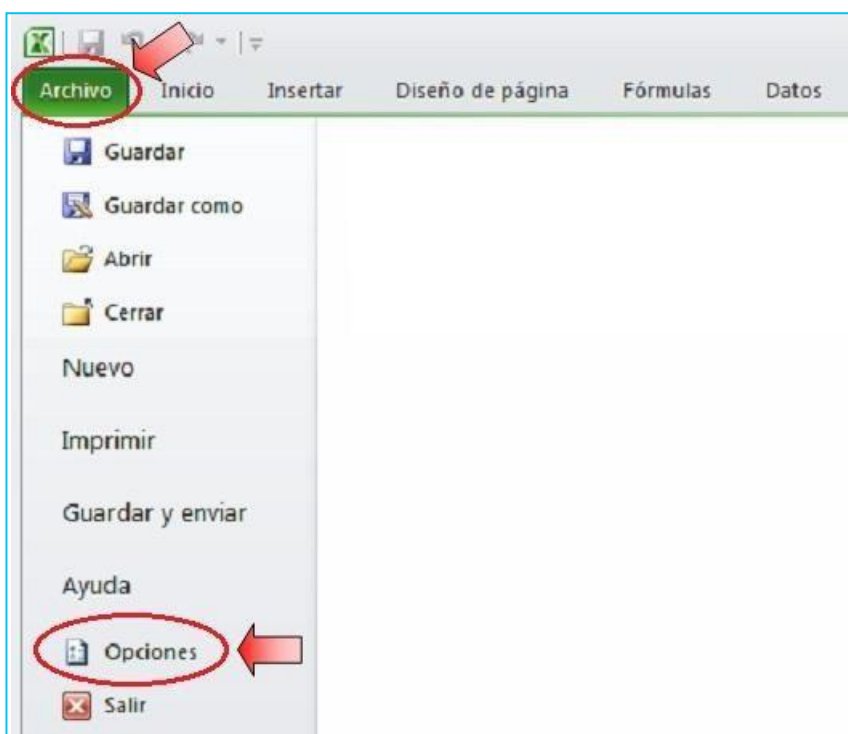 Archivo Inicio Insertar Diseño de página Fórmulas Datos
Guardar
Guardar como
Abrir
Cerrar
Nuevo
Imprimir
Guardar y enviar
Ayuda
Opciones
Salir